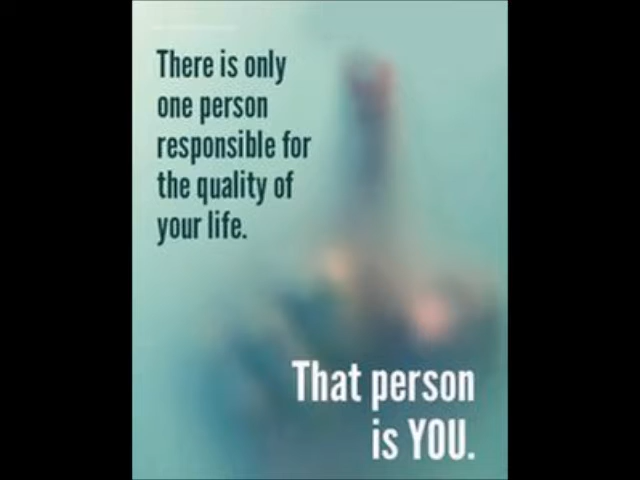 There is only
one person
responsible for
the quality of
your life.
That person
is YOU.